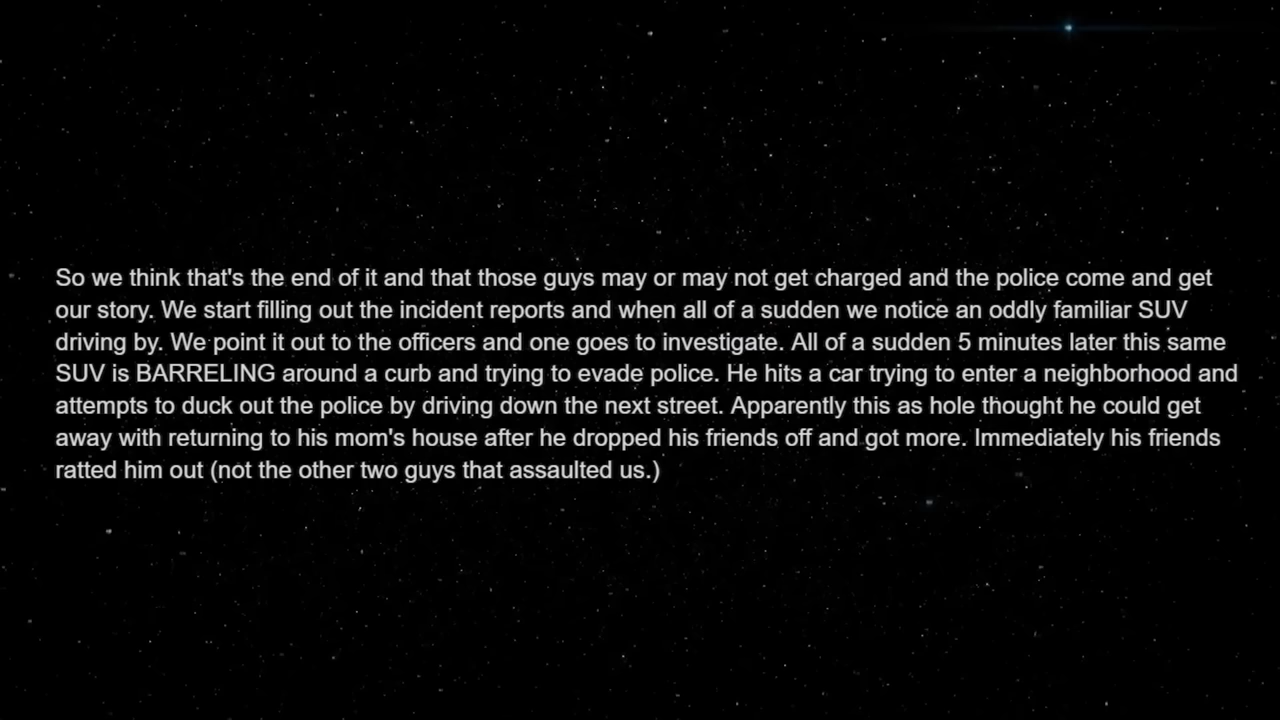 So we think that's the end of it and that those guys may or may not get charged and the police come and get
our story. We start filling out the incident reports and when all of a sudden we notice an oddly familiar SUV
driving by. We point it out to the officers and one goes to investigate. All of a sudden 5 minutes later this same
SUV is BARRELING around a curb and trying to evade police. He hits a car trying to enter a neighborhood and
attempts to duck out the police by driving down the next street. Apparently this as hole thought he could get
away with returning to his mom's house after he dropped his friends off and got more. Immediately his friends
ratted him out (not the other two guys that assaulted us.)